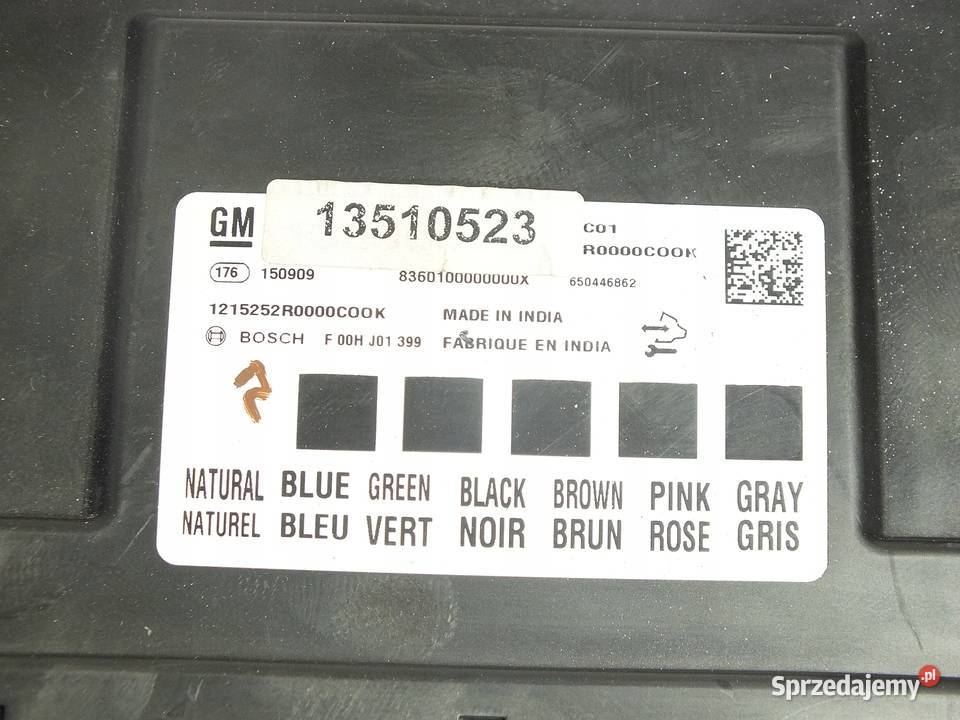 GM 13510523 C01
R0000COOK
176 150909 8360100000000X 650446862
1215252R0000COOK MADE IN INDIA
BOSCH F 00H J01 399 FABRIQUE EN INDIA
NATURAL BLUE GREEN BLACK BROWN PINK GRAY
NATUREL BLEU VERT NOIR BRUN ROSE GRIS
Sprzedajemy.pl